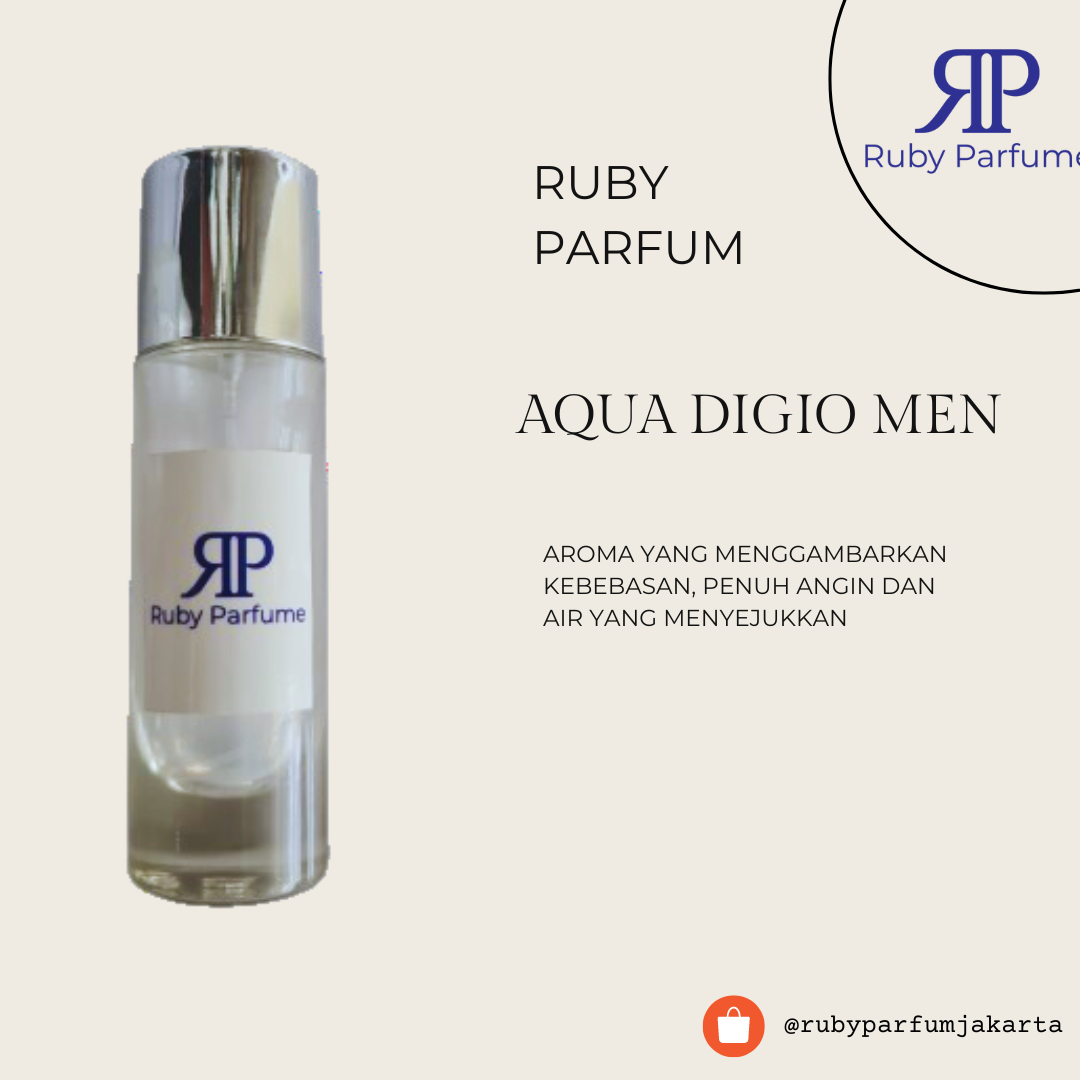 RP
Ruby Parfume
RUBY
PARFUM
AQUA DIGIO MEN
AROMA YANG MENGGAMBARKAN
KEBEBASAN, PENUH ANGIN DAN
AIR YANG MENYEJUKKAN
RP
Ruby Parfume
@rubyparfumjakarta